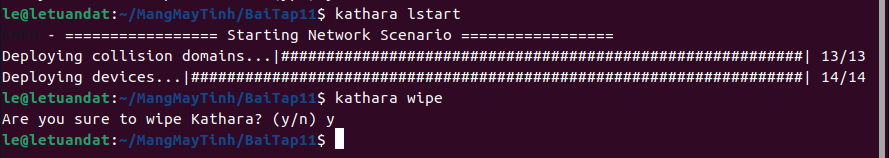 le@letuandat:~/MangMayTinh/BaiTap11$ kathara lstart
- ================= Starting Network Scenario =================
Deploying collision domains...|##########################################################| 13/13
Deploying devices...|####################################################################| 14/14
le@letuandat:~/MangMayTinh/BaiTap11$ kathara wipe
Are you sure to wipe Kathara? (y/n) y
le@letuandat:~/MangMayTinh/BaiTap11$